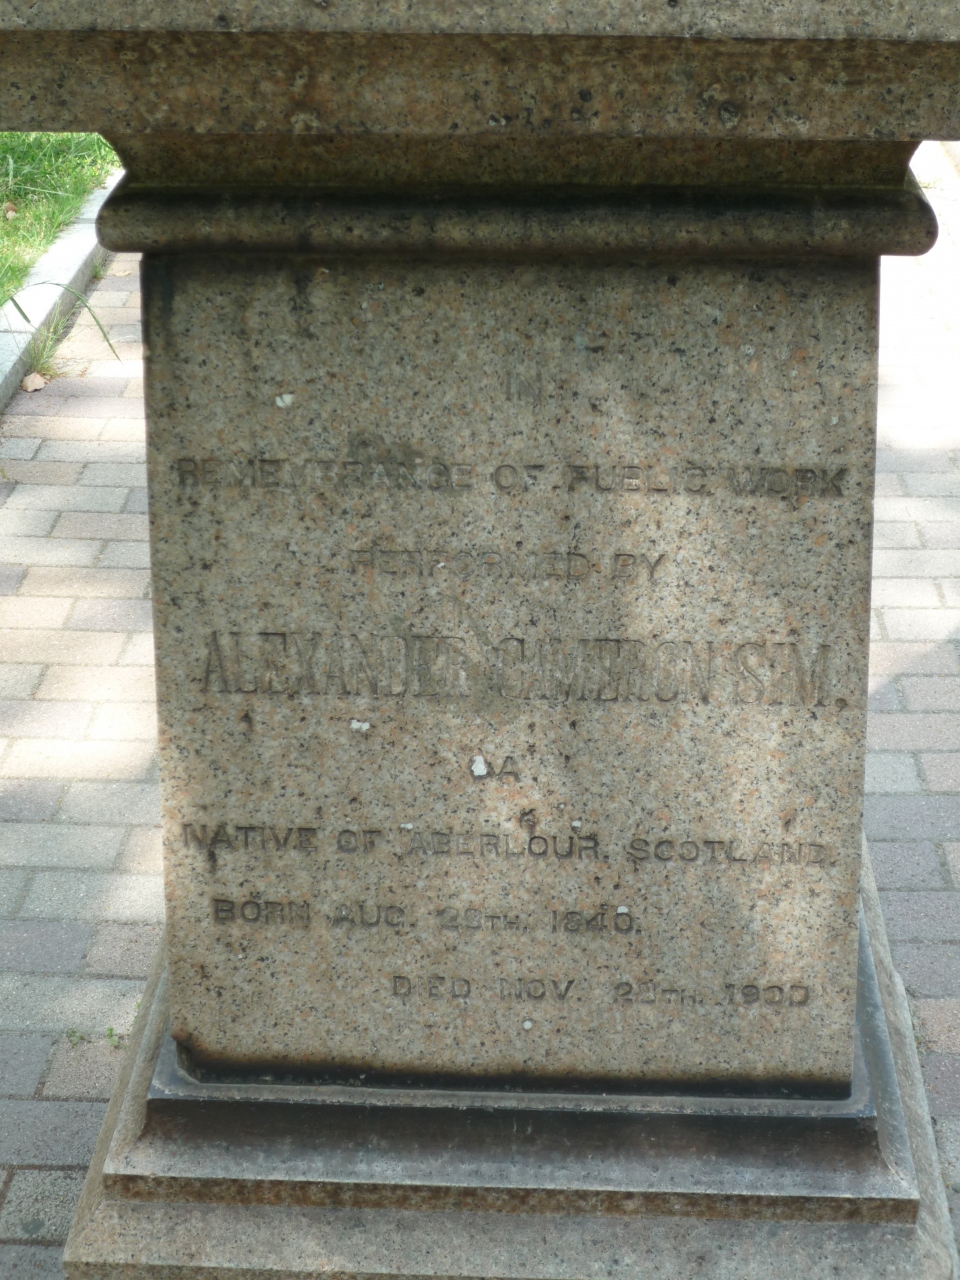 IN
REMEMBRANCE OF PUBLIC WORK
PERFORMED BY
ALEXANDER CAMERON SIM.
A
NATIVE OF ABERLOUR. SCOTLAND.
BORN AUG. 28TH. 1840.
DIED NOV. 28TH. 1900